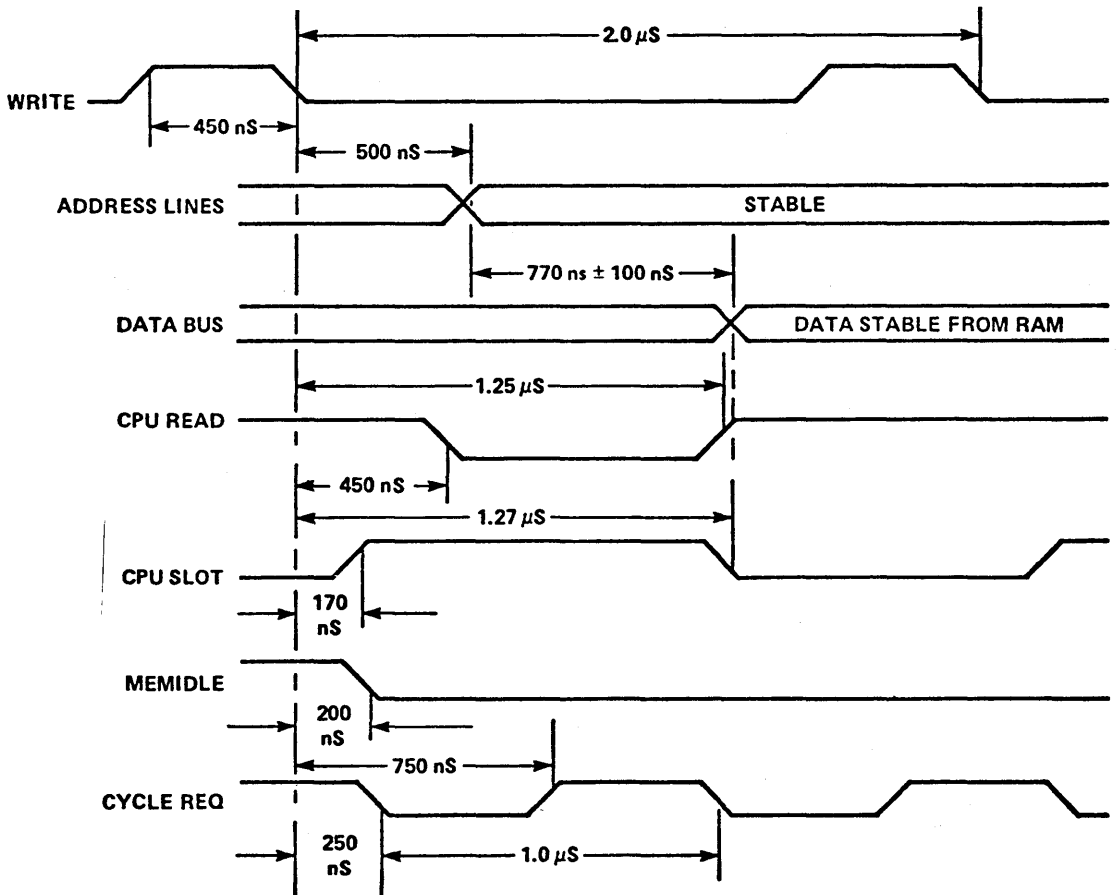 2.0 µS
WRITE
450 nS
500 nS
ADDRESS LINES
STABLE
770 ns ± 100 nS
DATA BUS
DATA STABLE FROM RAM
1.25 µS
CPU READ
450 nS
1.27 µS
CPU SLOT
170
nS
MEMIDLE
200
nS
750 nS
CYCLE REQ
250
nS
1.0 µS